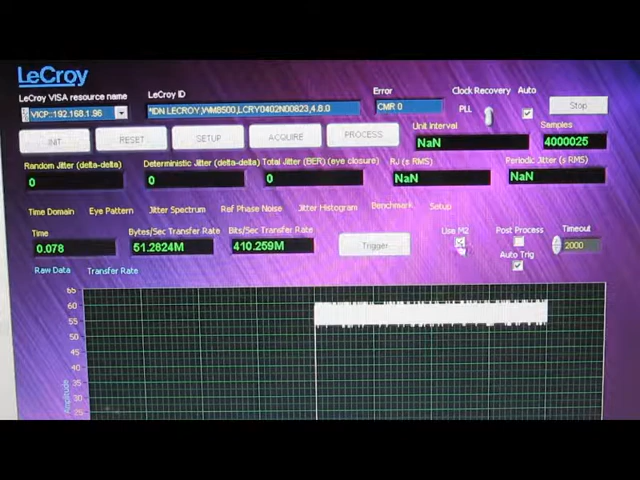 LeCroy
LeCroy VISA resource name
VICP::192.168.1.96
LeCroy ID
*IDN LECROY,WM8500,LCRY0402N00823,4.8.0
Error
CMR 0
Clock Recovery
PLL
Auto
Stop
INIT
RESET
SETUP
ACQUIRE
PROCESS
Unit interval
NaN
Samples
4000025
Random Jitter (delta-delta)
0
Deterministic Jitter (delta-delta)
0
Total Jitter (BER) (eye closure)
0
RJ (s RMS)
NaN
Periodic Jitter (s RMS)
NaN
Time Domain
Eye Pattern
Jitter Spectrum
Ref Phase Noise
Jitter Histogram
Benchmark
Setup
Time
0.078
Bytes/Sec Transfer Rate
51.2824M
Bits/Sec Transfer Rate
410.259M
Trigger
Use M2
Post Process
Auto Trig
Timeout
2000
Raw Data
Transfer Rate
65
60
55
50
45
40
35
30
25
Amplitude